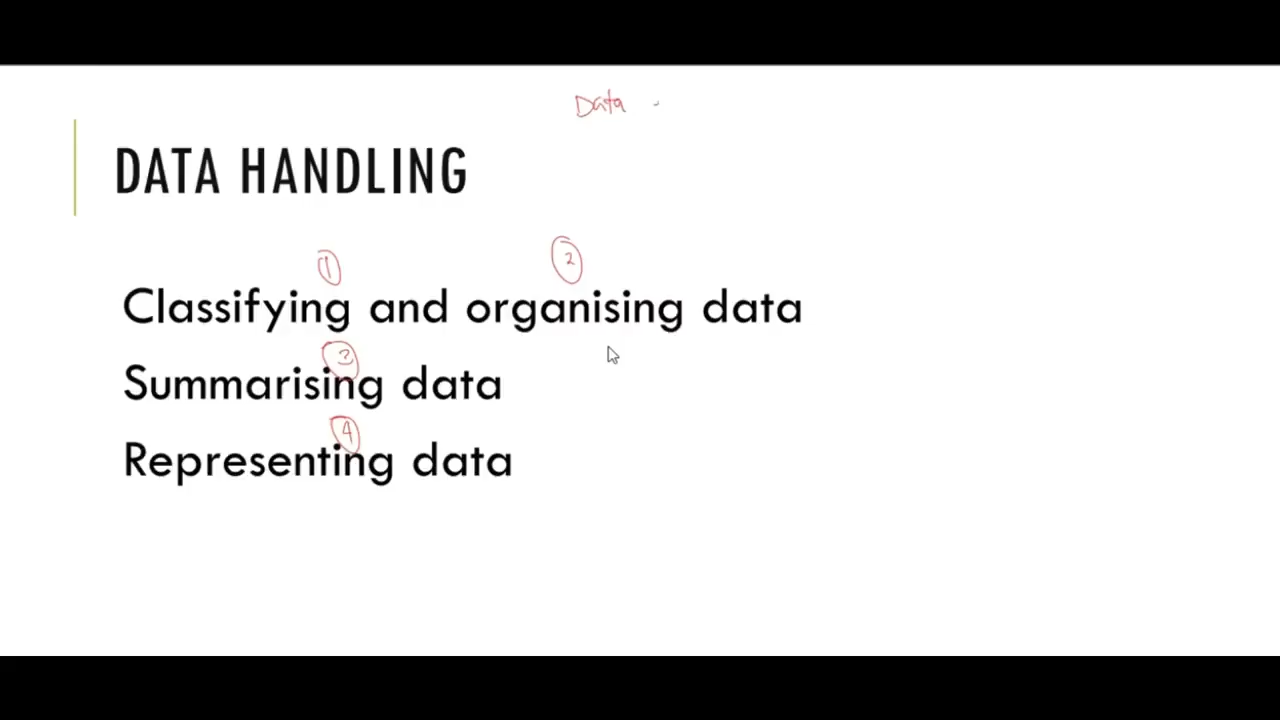 Data
DATA HANDLING
1 2
Classifying and organising data
3
Summarising data
4
Representing data